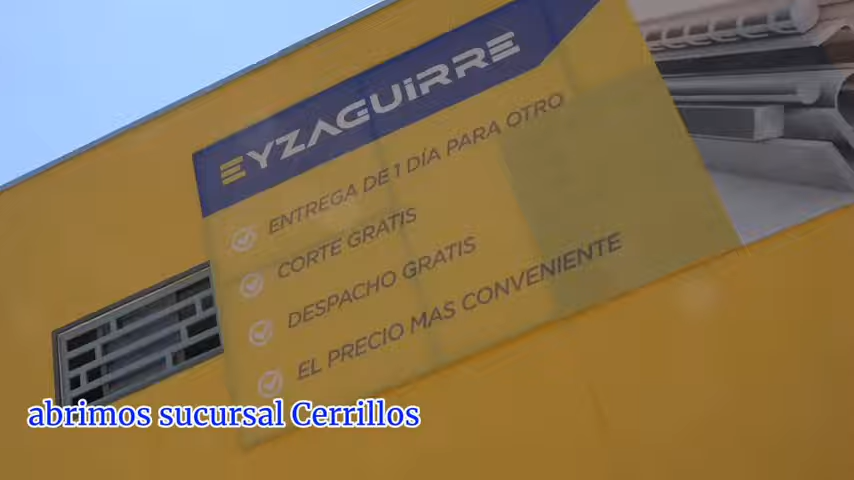 EYZAGUIRRE
ENTREGA DE 1 DÍA PARA OTRO
CORTE GRATIS
DESPACHO GRATIS
EL PRECIO MAS CONVENIENTE
abrimos sucursal Cerrillos